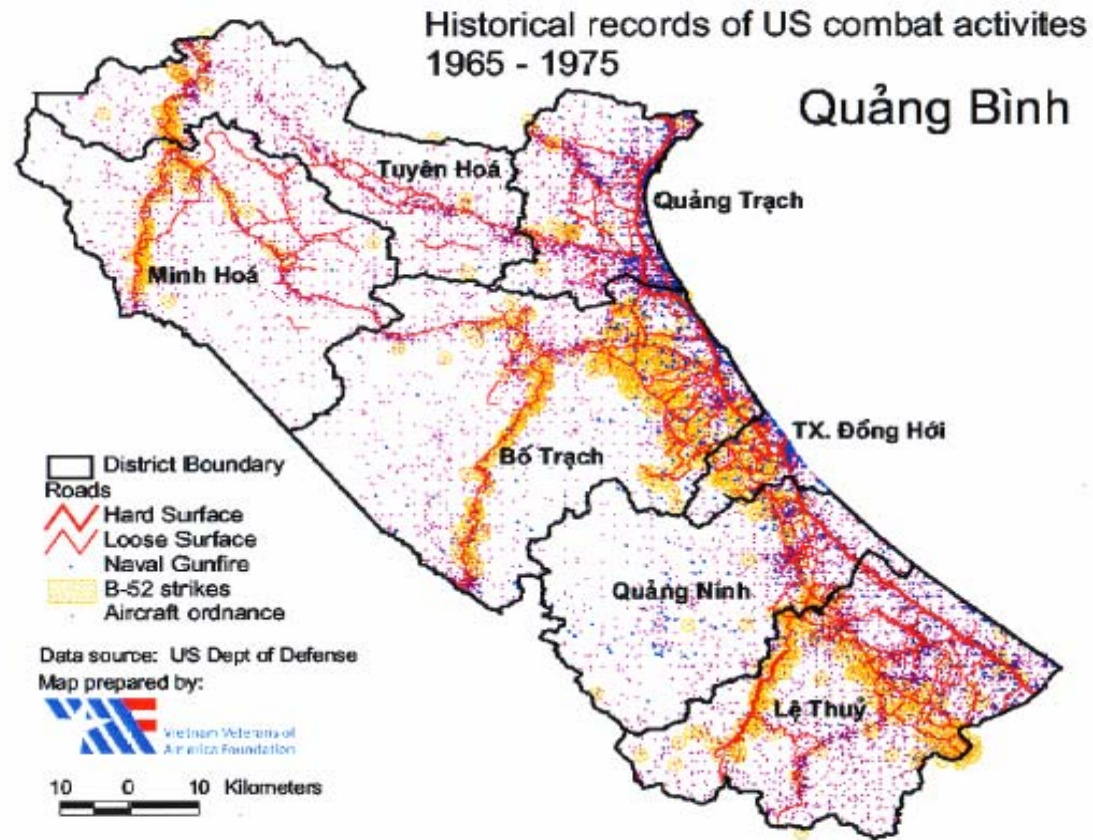 Historical records of US combat activites
1965 - 1975
Quảng Bình
Tuyên Hoá
Quảng Trạch
Minh Hoá
TX. Đồng Hới
Bố Trạch
Quảng Ninh
Lệ Thuỷ
District Boundary
Roads
Hard Surface
Loose Surface
Naval Gunfire
B-52 strikes
Aircraft ordnance
Data source: US Dept of Defense
Map prepared by:
Vietnam Veterans of
America Foundation
10 0 10 Kilometers